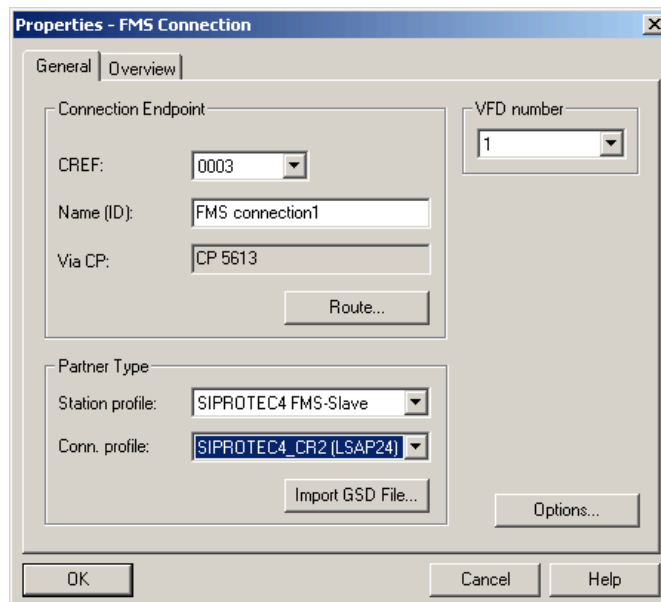 Properties - FMS Connection
General Overview
Connection Endpoint
CREF: 0003
Name (ID): FMS connection1
Via CP: CP 5613
Route...
VFD number
1
Partner Type
Station profile: SIPROTEC4 FMS-Slave
Conn. profile: SIPROTEC4_CR2 (LSAP24)
Import GSD File...
Options...
OK Cancel Help